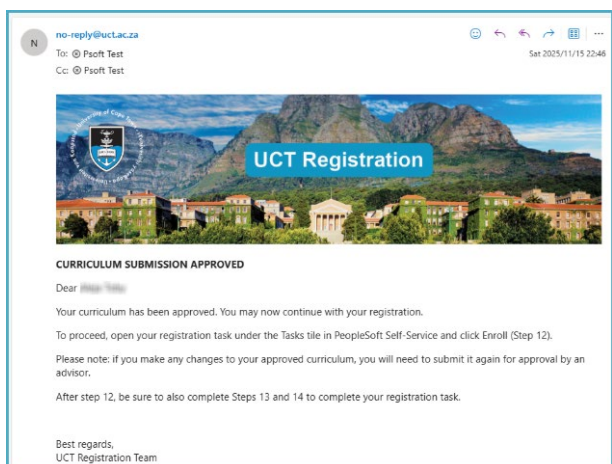 N
no-reply@uct.ac.za
To: Psoft Test
Sat 2025/11/15 22:46
Cc: Psoft Test
UCT Registration
CURRICULUM SUBMISSION APPROVED
Dear
Your curriculum has been approved. You may now continue with your registration.
To proceed, open your registration task under the Tasks tile in PeopleSoft Self-Service and click Enroll (Step 12).
Please note: if you make any changes to your approved curriculum, you will need to submit it again for approval by an
advisor.
After step 12, be sure to also complete Steps 13 and 14 to complete your registration task.
Best regards,
UCT Registration Team